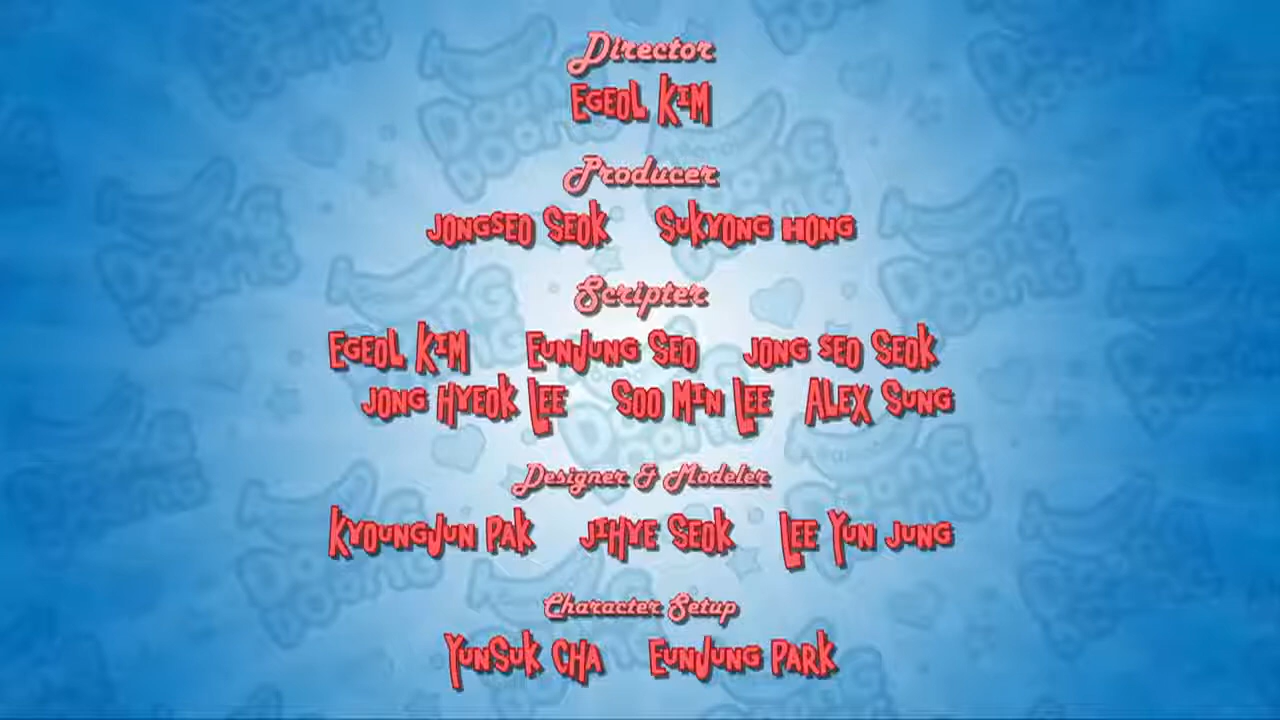 Director
Egeol Kim
Producer
Jongseo Seok Sukyong Hong
Scripter
Egeol Kim EunJung Seo Jong Seo Seok
Jong Hyeok Lee Soo Min Lee Alex Sung
Designer & Modeler
KyoungJun Pak Jihye Seok Lee Yun Jung
Character Setup
YunSuk Cha EunJung Park